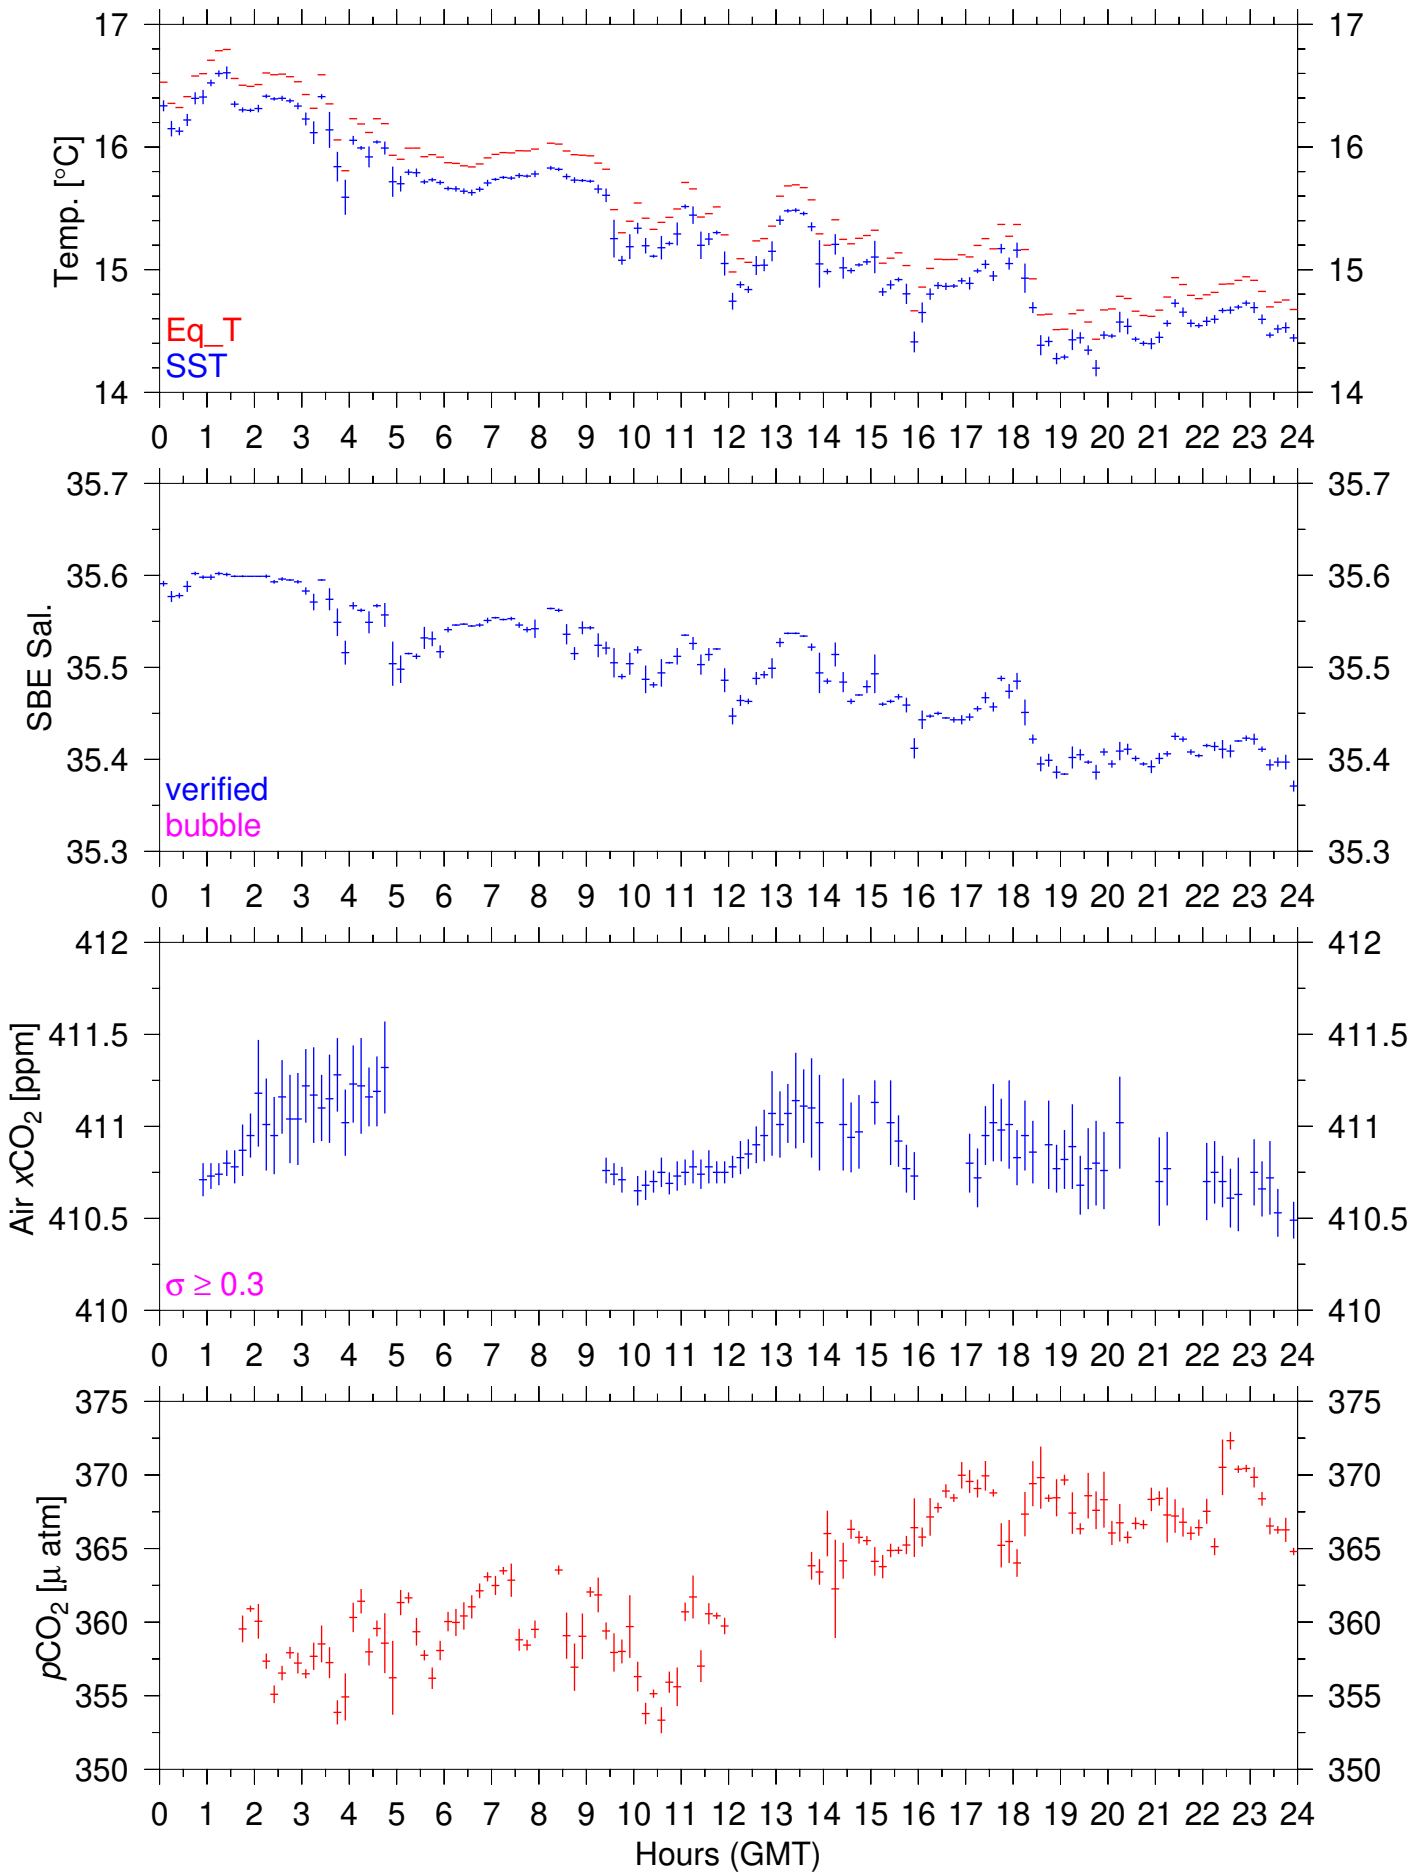 17 17
16 16
15 15
14 14
Temp. [°C]
Eq_T
SST
0 1 2 3 4 5 6 7 8 9 10 11 12 13 14 15 16 17 18 19 20 21 22 23 24
35.7 35.7
35.6 35.6
35.5 35.5
35.4 35.4
35.3 35.3
SBE Sal.
verified
bubble
0 1 2 3 4 5 6 7 8 9 10 11 12 13 14 15 16 17 18 19 20 21 22 23 24
412 412
411.5 411.5
411 411
410.5 410.5
410 410
Air xCO₂ [ppm]
σ ≥ 0.3
0 1 2 3 4 5 6 7 8 9 10 11 12 13 14 15 16 17 18 19 20 21 22 23 24
375 375
370 370
365 365
360 360
355 355
350 350
pCO₂ [μ atm]
0 1 2 3 4 5 6 7 8 9 10 11 12 13 14 15 16 17 18 19 20 21 22 23 24
Hours (GMT)